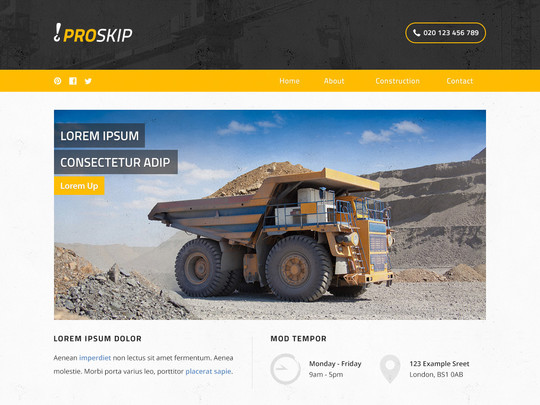 PROSKIP
020 123 456 789
Home About Construction Contact
LOREM IPSUM
CONSECTETUR ADIP
Lorem Up
LOREM IPSUM DOLOR
Aenean imperdiet non lectus sit amet fermentum. Aenea
molestie. Morbi porta varius leo, porttitor placerat sapie.
MOD TEMPOR
Monday - Friday
9am - 5pm
123 Example Sreet
London, BS1 0AB